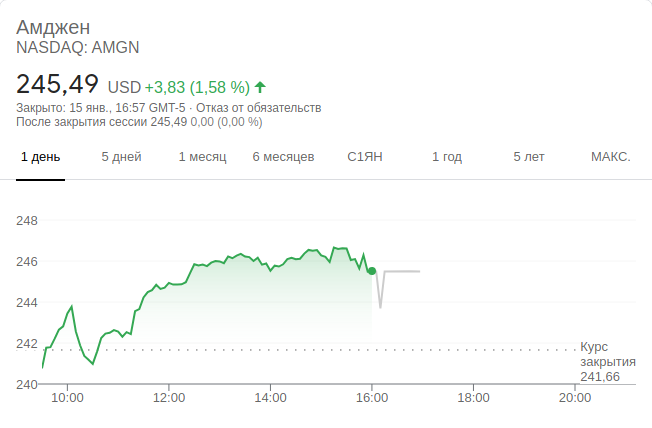 Амджен
NASDAQ: AMGN
245,49 USD +3,83 (1,58 %)
Закрыто: 15 янв., 16:57 GMT-5 · Отказ от обязательств
После закрытия сессии 245,49 0,00 (0,00 %)
1 день 5 дней 1 месяц 6 месяцев С1ЯН 1 год 5 лет МАКС.
248
246
244
242
240
Курс
закрытия
241,66
10:00 12:00 14:00 16:00 18:00 20:00